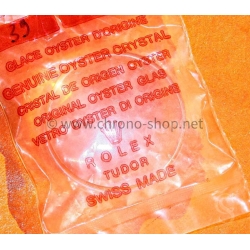 39
GLACE OYSTER D'ORIGINE
GENUINE OYSTER CRYSTAL
CRISTAL DE ORIGEN OYSTER
ORIGINAL OYSTER GLAS
VETRO OYSTER DI ORIGINE
www.chrono-shop.net
ROLEX
TUDOR
SWISS MADE